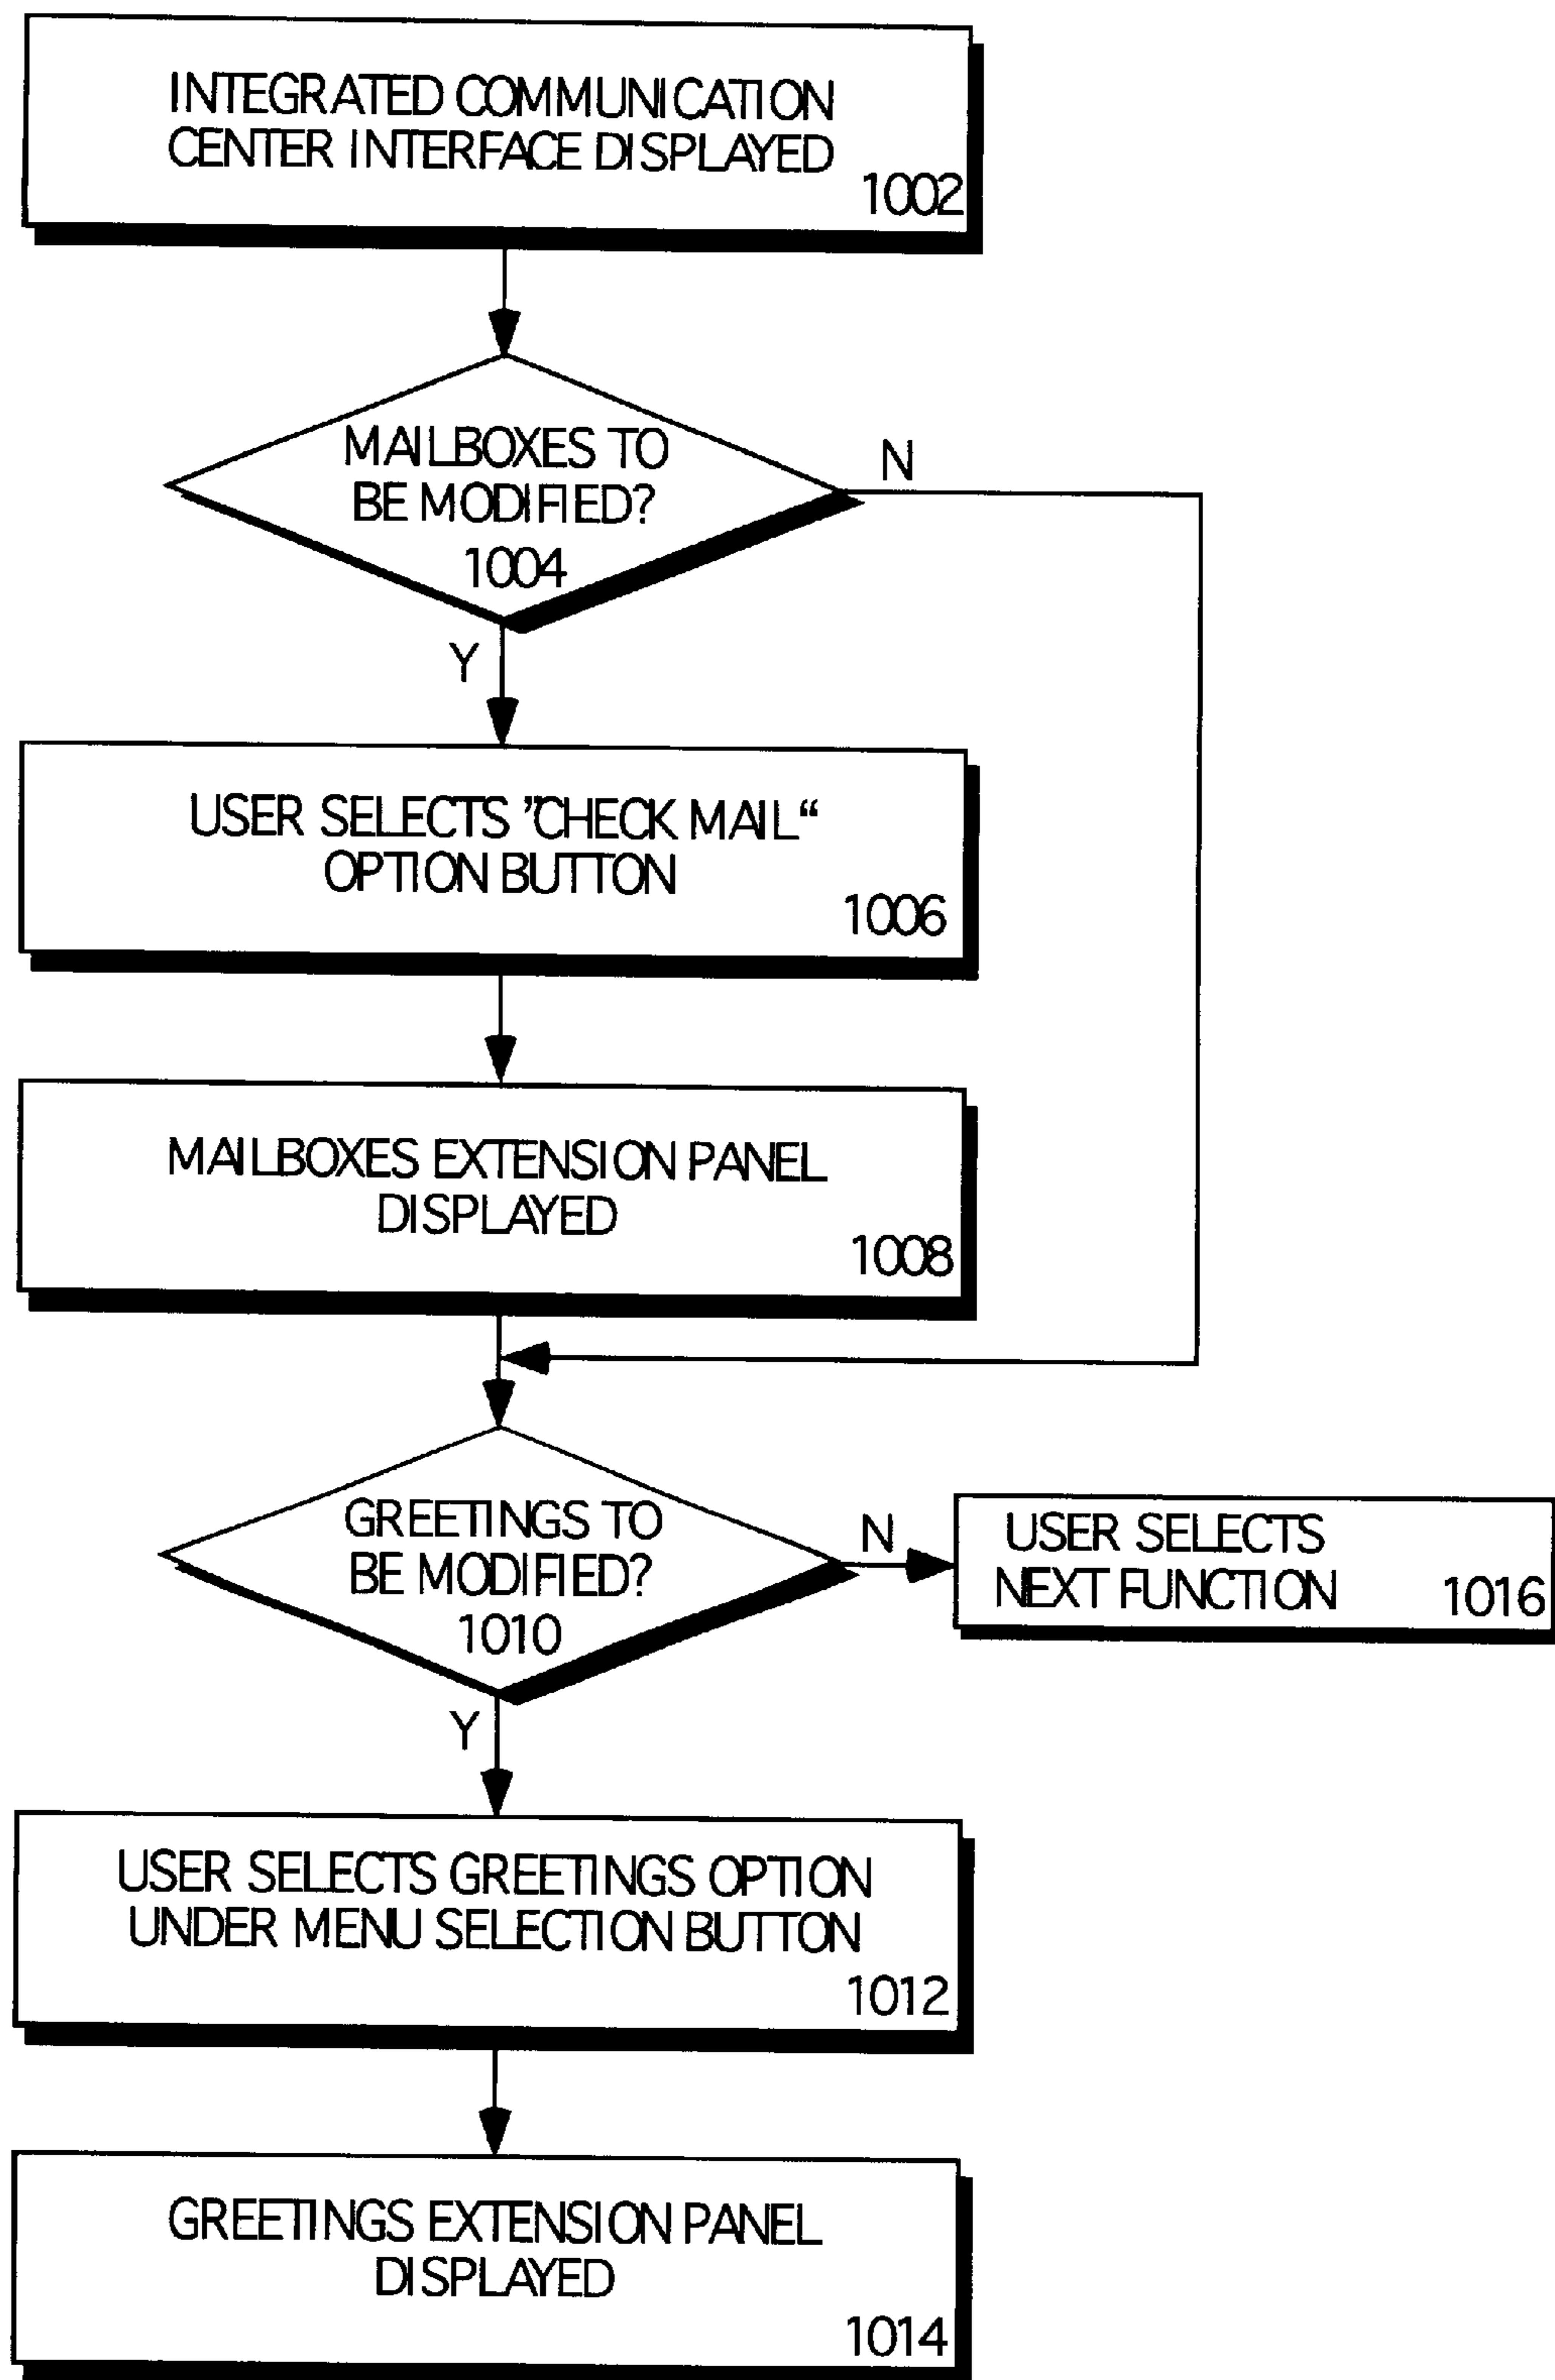 INTEGRATED COMMUNICATION
CENTER INTERFACE DISPLAYED
1002
MAILBOXES TO
BE MODIFIED?
1004
N
Y
USER SELECTS ”CHECK MAIL“
OPTION BUTTON
1006
MAILBOXES EXTENSION PANEL
DISPLAYED
1008
GREETINGS TO
BE MODIFIED?
1010
N
USER SELECTS
NEXT FUNCTION 1016
Y
USER SELECTS GREETINGS OPTION
UNDER MENU SELECTION BUTTON
1012
GREETINGS EXTENSION PANEL
DISPLAYED
1014